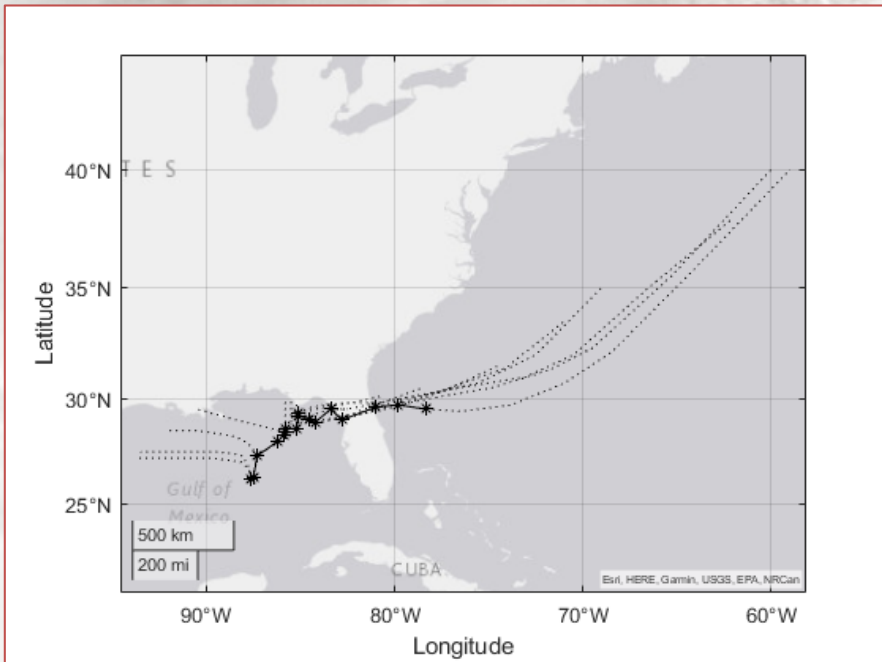 T E S
40°N
35°N
30°N
25°N
Latitude
Gulf of
Mexico
500 km
200 mi
CUBA
Esri, HERE, Garmin, USGS, EPA, NRCan
90°W 80°W 70°W 60°W
Longitude